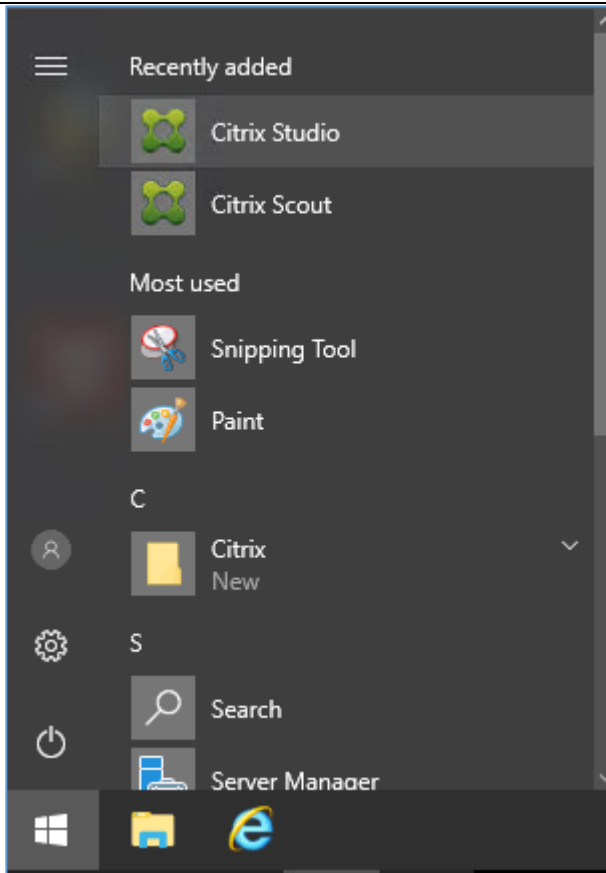 Recently added
Citrix Studio
Citrix Scout
Most used
Snipping Tool
Paint
C
Citrix
New
S
Search
Server Manager